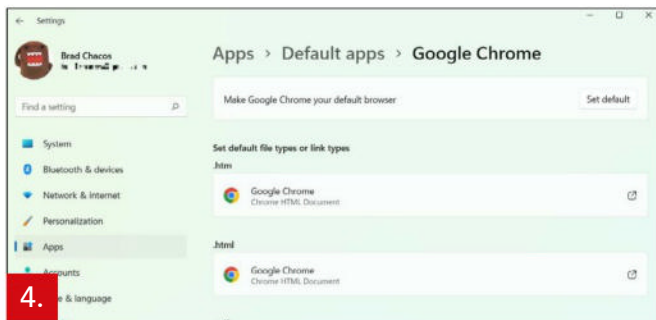 Settings
Brad Chacos
Find a setting
System
Bluetooth & devices
Network & internet
Personalization
Apps
Accounts
& language
4.
Apps > Default apps > Google Chrome
Make Google Chrome your default browser
Set default
Set default file types or link types
.htm
Google Chrome
Chrome HTML Document
.html
Google Chrome
Chrome HTML Document